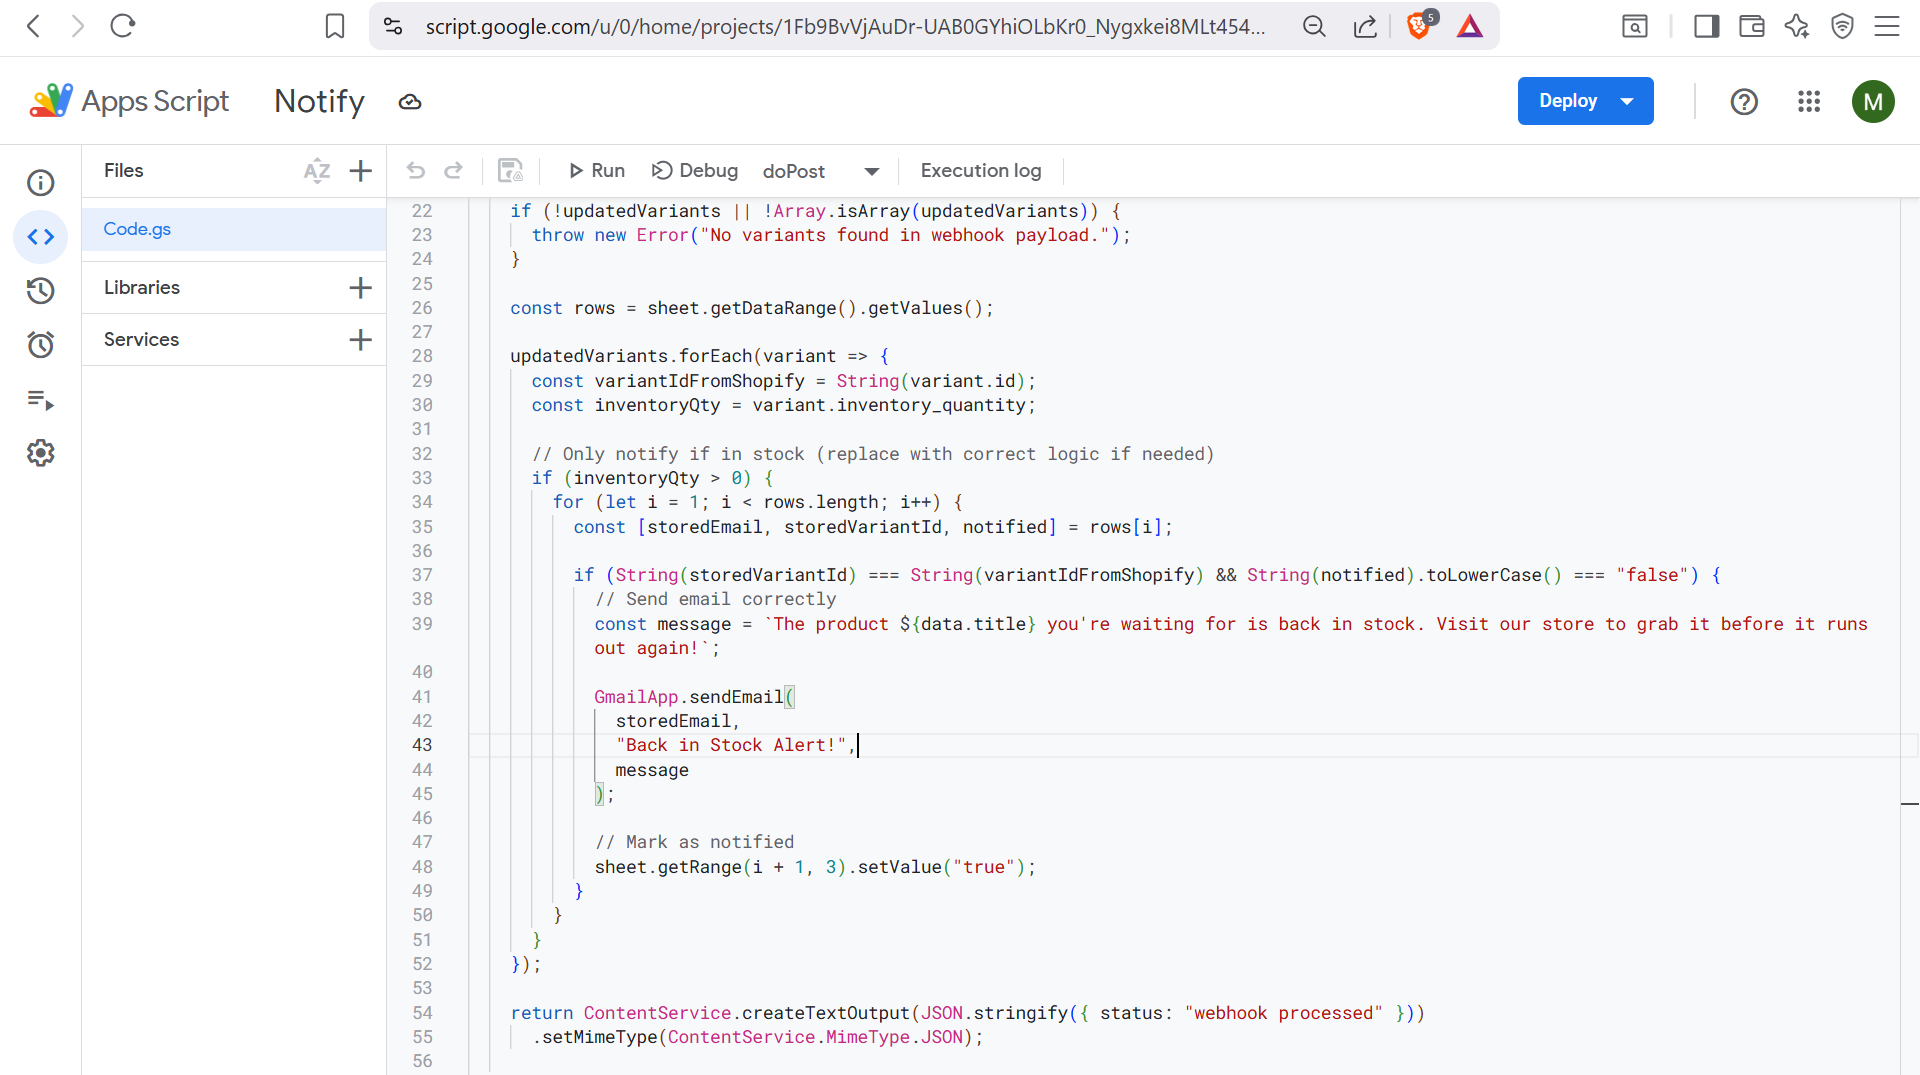 script.google.com/u/0/home/projects/1Fb9BvVjAuDr-UAB0GYhiOLbKr0_Nygxkei8MLt454...
5
Apps Script
Notify
Deploy
M
Files
AZ
Run
Debug
doPost
Execution log
Code.gs
Libraries
Services
22 if (!updatedVariants || !Array.isArray(updatedVariants)) {
23 throw new Error("No variants found in webhook payload.");
24 }
25
26 const rows = sheet.getDataRange().getValues();
27
28 updatedVariants.forEach(variant => {
29 const variantIdFromShopify = String(variant.id);
30 const inventoryQty = variant.inventory_quantity;
31
32 // Only notify if in stock (replace with correct logic if needed)
33 if (inventoryQty > 0) {
34 for (let i = 1; i < rows.length; i++) {
35 const [storedEmail, storedVariantId, notified] = rows[i];
36
37 if (String(storedVariantId) === String(variantIdFromShopify) && String(notified).toLowerCase() === "false") {
38 // Send email correctly
39 const message = `The product ${data.title} you're waiting for is back in stock. Visit our store to grab it before it runs
out again!`;
40
41 GmailApp.sendEmail(
42 storedEmail,
43 "Back in Stock Alert!",
44 message
45 );
46
47 // Mark as notified
48 sheet.getRange(i + 1, 3).setValue("true");
49 }
50 }
51 }
52 });
53
54 return ContentService.createTextOutput(JSON.stringify({ status: "webhook processed" }))
55 .setMimeType(ContentService.MimeType.JSON);
56